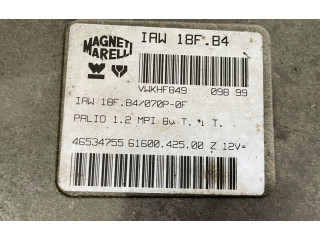 MAGNETI
MARELLI
IAW 18F.B4
VWKHF849 098 99
IAW 18F.B4/070P-0F
PALIO 1.2 MPI 8v T. i T.
46534755 61600.425.00 Z 12V=